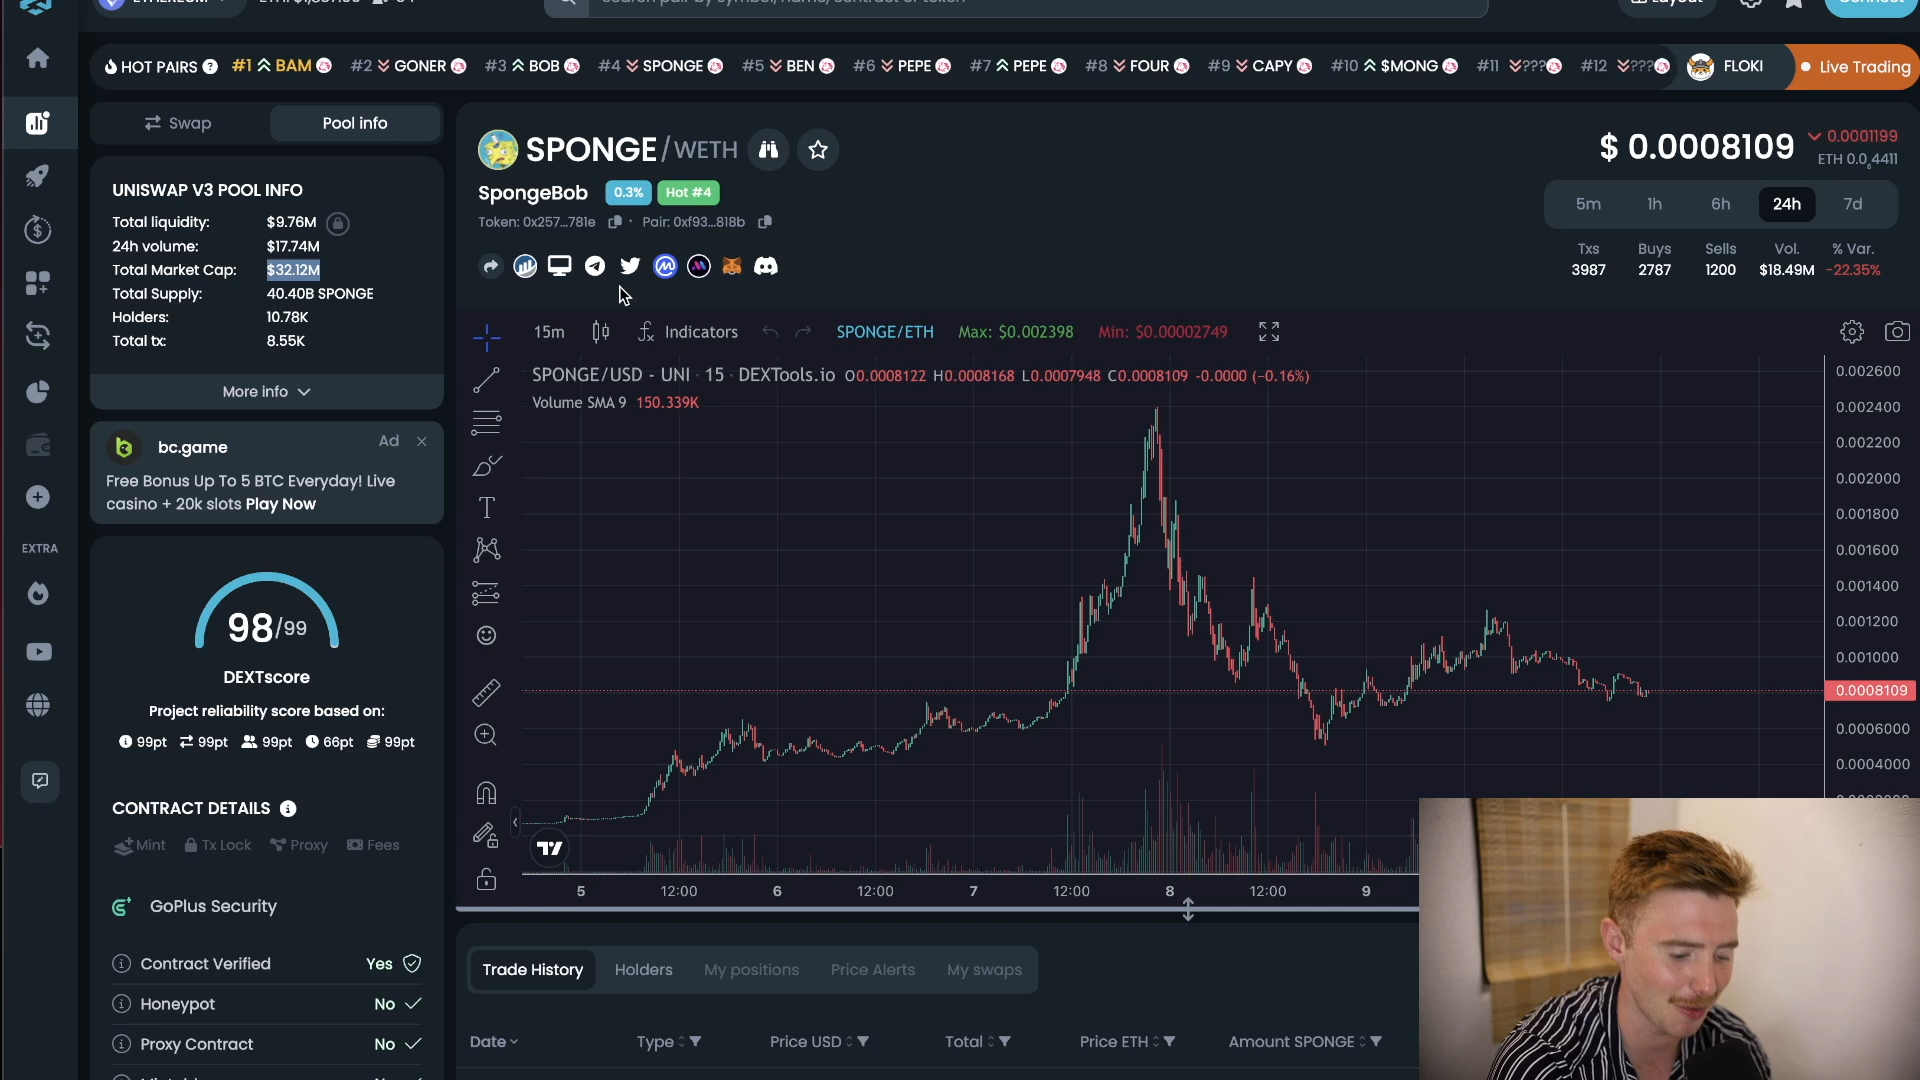 HOT PAIRS ? #1 BAM #2 GONER #3 BOB #4 SPONGE #5 BEN #6 PEPE #7 PEPE #8 FOUR #9 CAPY #10 $MONG #11 ??? #12 ??? FLOKI Live Trading
Swap Pool info
UNISWAP V3 POOL INFO
Total liquidity: $9.76M
24h volume: $17.74M
Total Market Cap: $32.12M
Total Supply: 40.40B SPONGE
Holders: 10.78K
Total tx: 8.55K
More info
bc.game Ad
Free Bonus Up To 5 BTC Everyday! Live
casino + 20k slots Play Now
EXTRA
98/99
DEXTscore
Project reliability score based on:
99pt 99pt 99pt 66pt 99pt
CONTRACT DETAILS
Mint Tx Lock Proxy Fees
GoPlus Security
Contract Verified Yes
Honeypot No
Proxy Contract No
SPONGE/WETH
SpongeBob 0.3% Hot #4
Token: 0x257...781e · Pair: 0xf93...818b
$ 0.0008109 0.0001199
ETH 0.0₆4411
5m 1h 6h 24h 7d
Txs Buys Sells Vol. % Var.
3987 2787 1200 $18.49M -22.35%
15m Indicators SPONGE/ETH Max: $0.002398 Min: $0.00002749
SPONGE/USD - UNI · 15 · DEXTools.io O0.0008122 H0.0008168 L0.0007948 C0.0008109 -0.0000 (−0.16%)
Volume SMA 9 150.339K
0.002600
0.002400
0.002200
0.002000
0.001800
0.001600
0.001400
0.001200
0.001000
0.0008109
0.0006000
0.0004000
5 12:00 6 12:00 7 12:00 8 12:00 9
Trade History Holders My positions Price Alerts My swaps
Date Type Price USD Total Price ETH Amount SPONGE